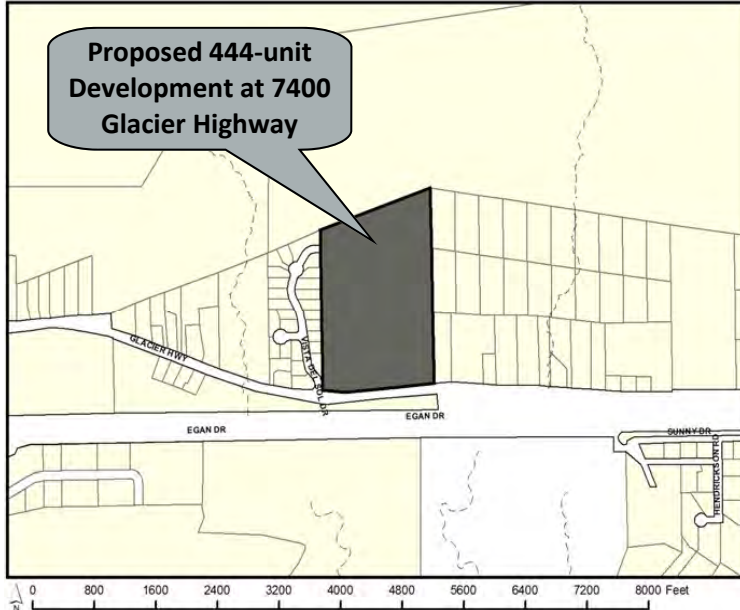 Proposed 444-unit
Development at 7400
Glacier Highway
GLACIER HWY
VISTA DEL SOL DR
EGAN DR
EGAN DR
SUNNY DR
HENDRICKSON RD
N
0 800 1600 2400 3200 4000 4800 5600 6400 7200 8000 Feet